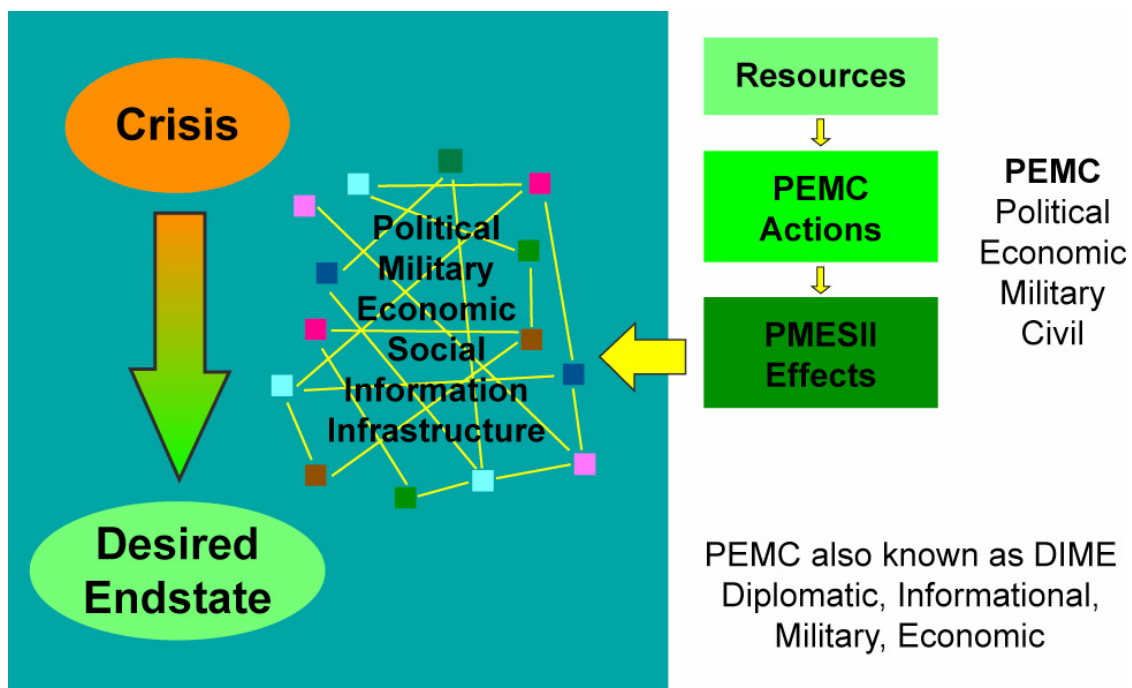 Crisis
Desired
Endstate
Political
Military
Economic
Social
Information
Infrastructure
Resources
PEMC
Actions
PMESII
Effects
PEMC
Political
Economic
Military
Civil
PEMC also known as DIME
Diplomatic, Informational,
Military, Economic